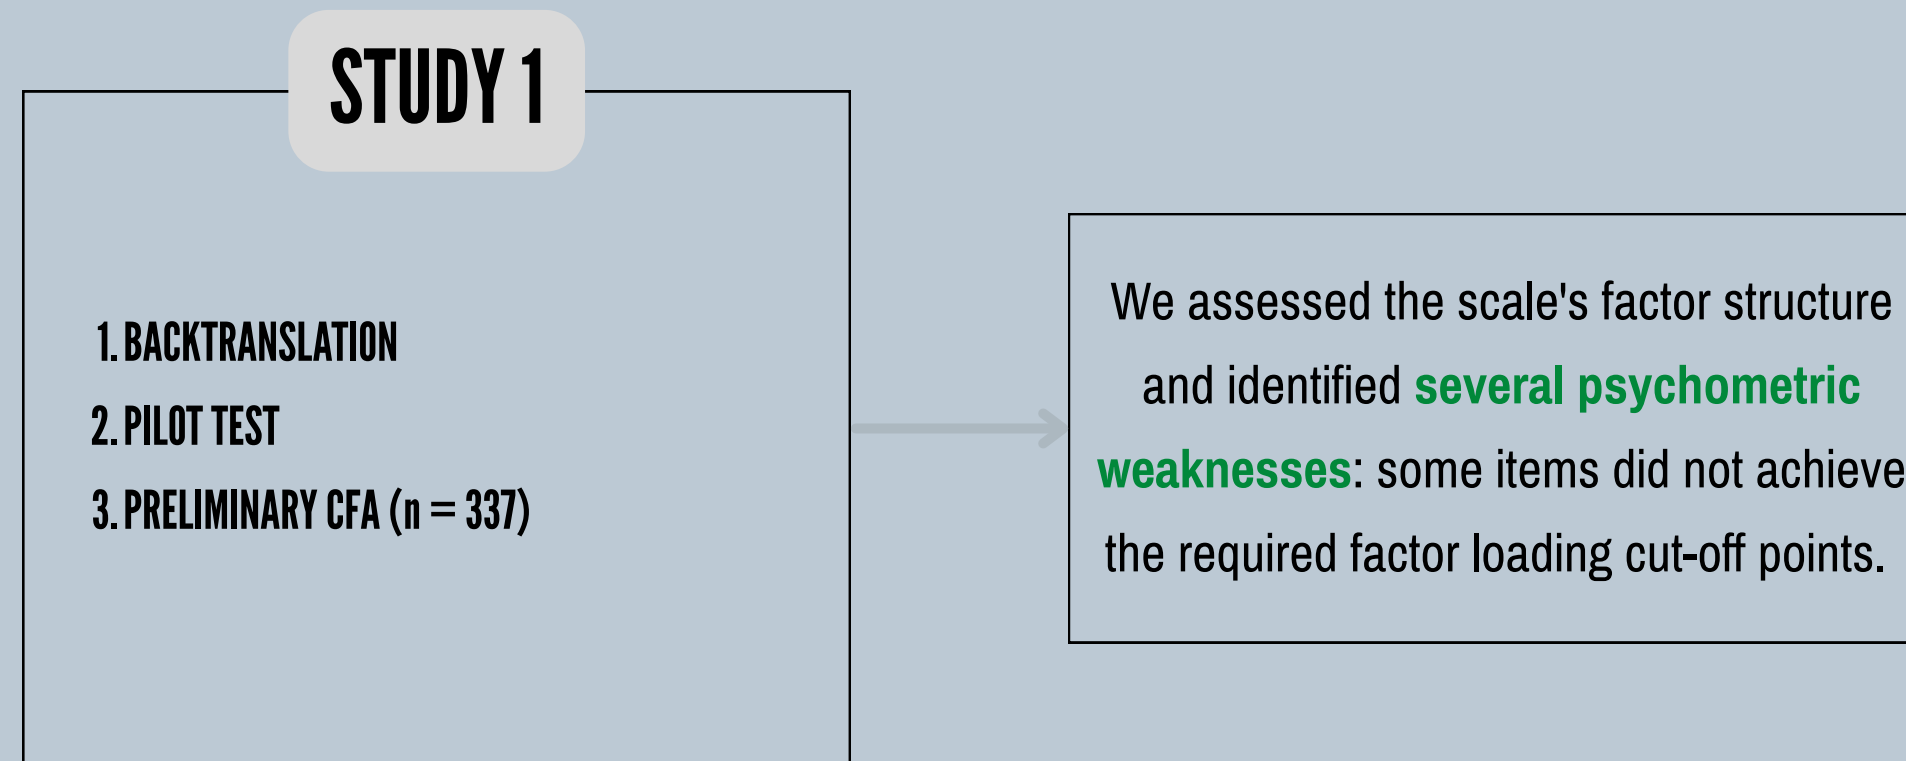 STUDY 1
1. BACKTRANSLATION
2. PILOT TEST
3. PRELIMINARY CFA (n = 337)
We assessed the scale's factor structure
and identified several psychometric
weaknesses: some items did not achieve
the required factor loading cut-off points.